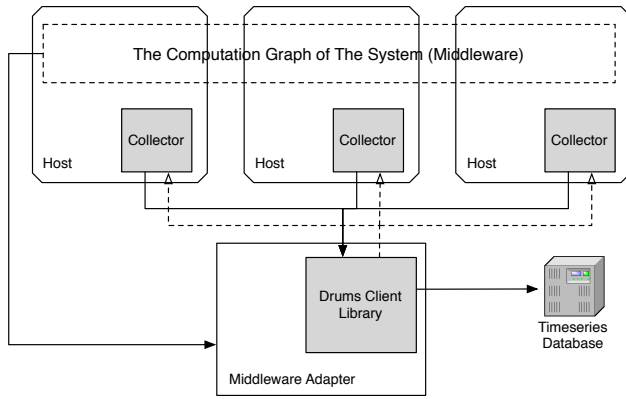 The Computation Graph of The System (Middleware)
Collector
Host
Collector
Host
Collector
Host
Drums Client
Library
Middleware Adapter
Timeseries
Database